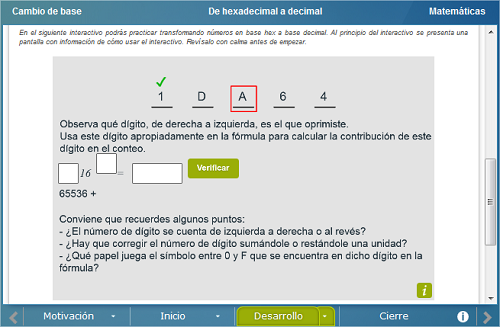 Cambio de base De hexadecimal a decimal Matemáticas
En el siguiente interactivo podrás practicar transformando números en base hex a base decimal. Al principio del interactivo se presenta una
pantalla con información de cómo usar el interactivo. Revísalo con calma antes de empezar.
1 D A 6 4
Observa qué dígito, de derecha a izquierda, es el que oprimiste.
Usa este dígito apropiadamente en la fórmula para calcular la contribución de este
dígito en el conteo.
16 = Verificar
65536 +
Conviene que recuerdes algunos puntos:
- ¿El número de dígito se cuenta de izquierda a derecha o al revés?
- ¿Hay que corregir el número de dígito sumándole o restándole una unidad?
- ¿Qué papel juega el símbolo entre 0 y F que se encuentra en dicho dígito en la
fórmula?
i
Motivación Inicio Desarrollo Cierre i